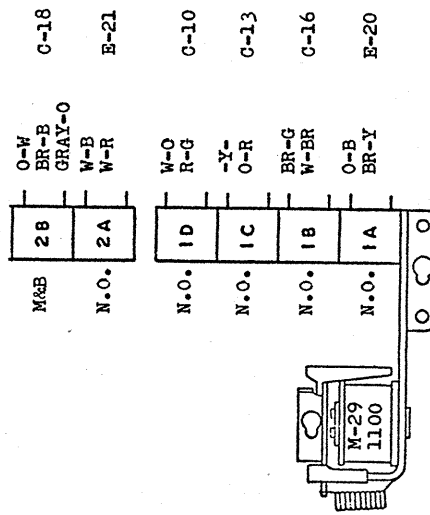 C-18
E-21
C-10
C-13
C-16
E-20
O-W
BR-B
GRAY-O
W-B
W-R
W-O
R-G
-Y-
O-R
BR-G
W-BR
O-B
BR-Y
2B
2A
1D
1C
1B
1A
M&B
N.O.
N.O.
N.O.
N.O.
N.O.
M-29
1100